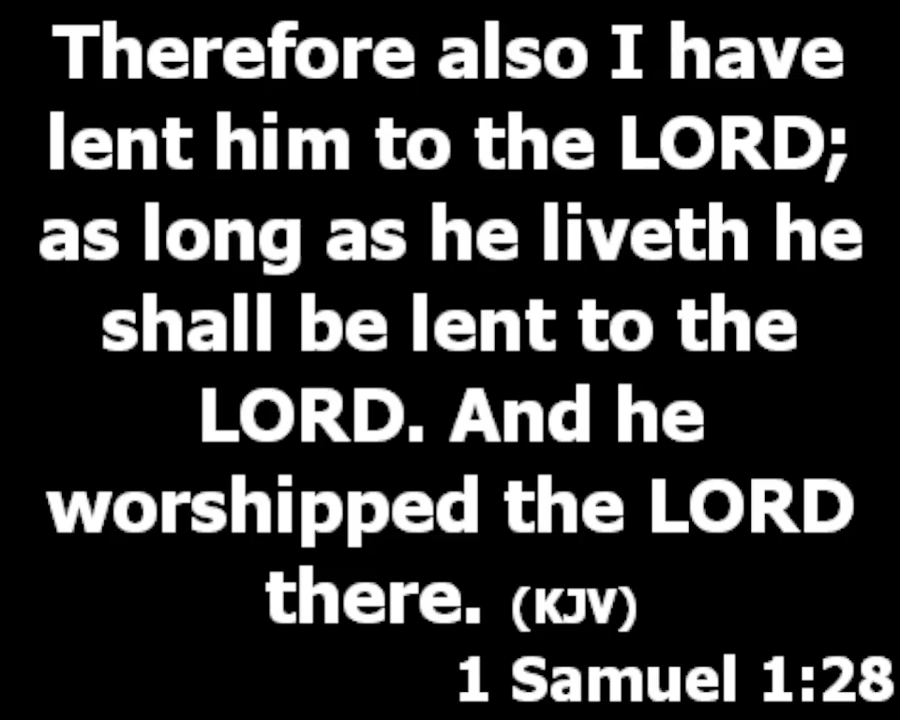 Therefore also I have
lent him to the LORD;
as long as he liveth he
shall be lent to the
LORD. And he
worshipped the LORD
there. (KJV)
1 Samuel 1:28